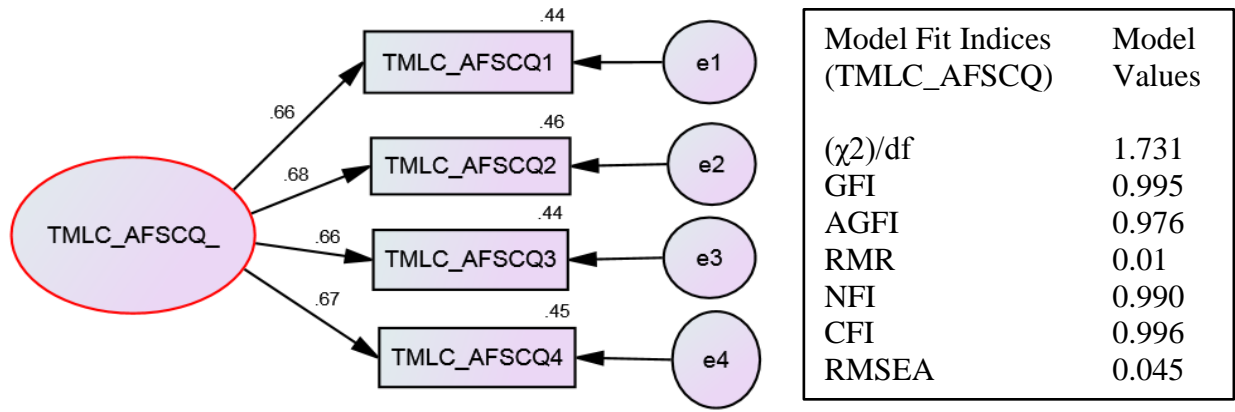 .44
TMLC_AFSCQ1
e1
.66
.46
TMLC_AFSCQ2
e2
.68
.44
TMLC_AFSCQ_
.66
TMLC_AFSCQ3
e3
.67
.45
TMLC_AFSCQ4
e4
Model Fit Indices Model
(TMLC_AFSCQ) Values
(χ2)/df 1.731
GFI 0.995
AGFI 0.976
RMR 0.01
NFI 0.990
CFI 0.996
RMSEA 0.045